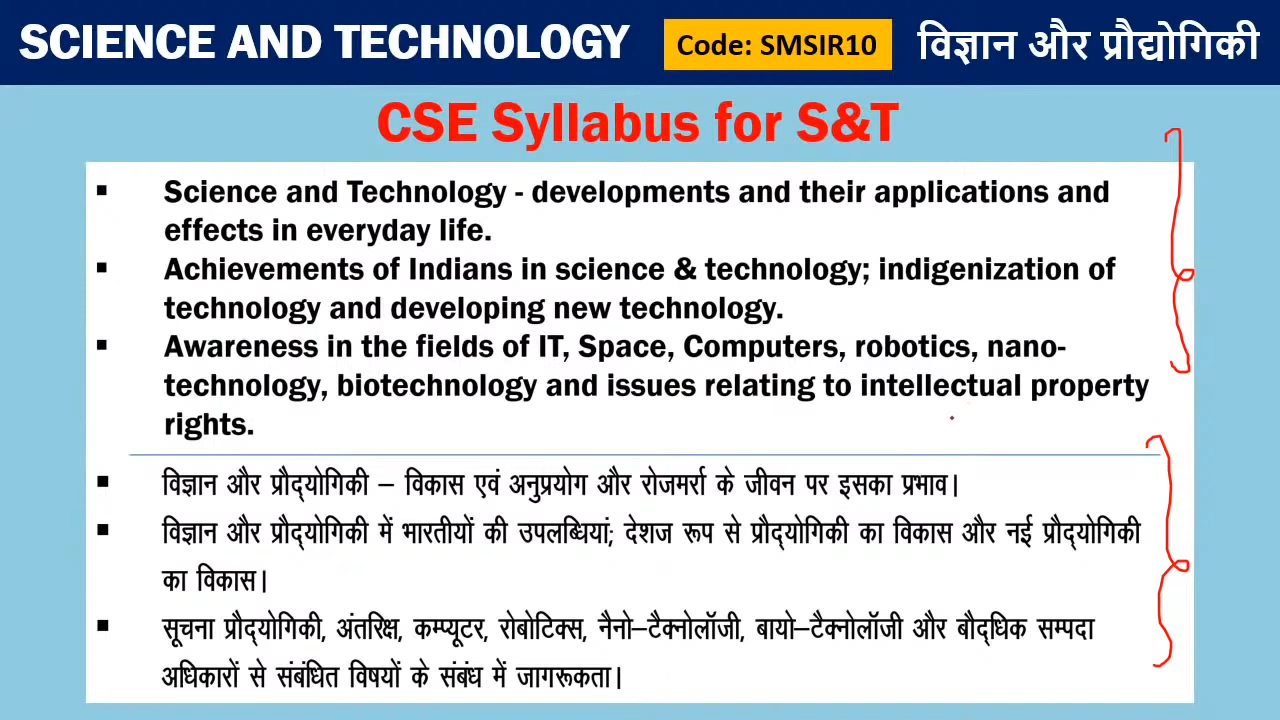 SCIENCE AND TECHNOLOGY Code: SMSIR10 विज्ञान और प्रौद्योगिकी
CSE Syllabus for S&T
▪ Science and Technology - developments and their applications and
effects in everyday life.
▪ Achievements of Indians in science & technology; indigenization of
technology and developing new technology.
▪ Awareness in the fields of IT, Space, Computers, robotics, nano-
technology, biotechnology and issues relating to intellectual property
rights.
▪ विज्ञान और प्रौद्योगिकी – विकास एवं अनुप्रयोग और रोजमर्रा के जीवन पर इसका प्रभाव।
▪ विज्ञान और प्रौद्योगिकी में भारतीयों की उपलब्धियां; देशज रूप से प्रौद्योगिकी का विकास और नई प्रौद्योगिकी
का विकास।
▪ सूचना प्रौद्योगिकी, अंतरिक्ष, कम्प्यूटर, रोबोटिक्स, नैनो–टैक्नोलॉजी, बायो–टैक्नोलॉजी और बौद्धिक सम्पदा
अधिकारों से संबंधित विषयों के संबंध में जागरूकता।